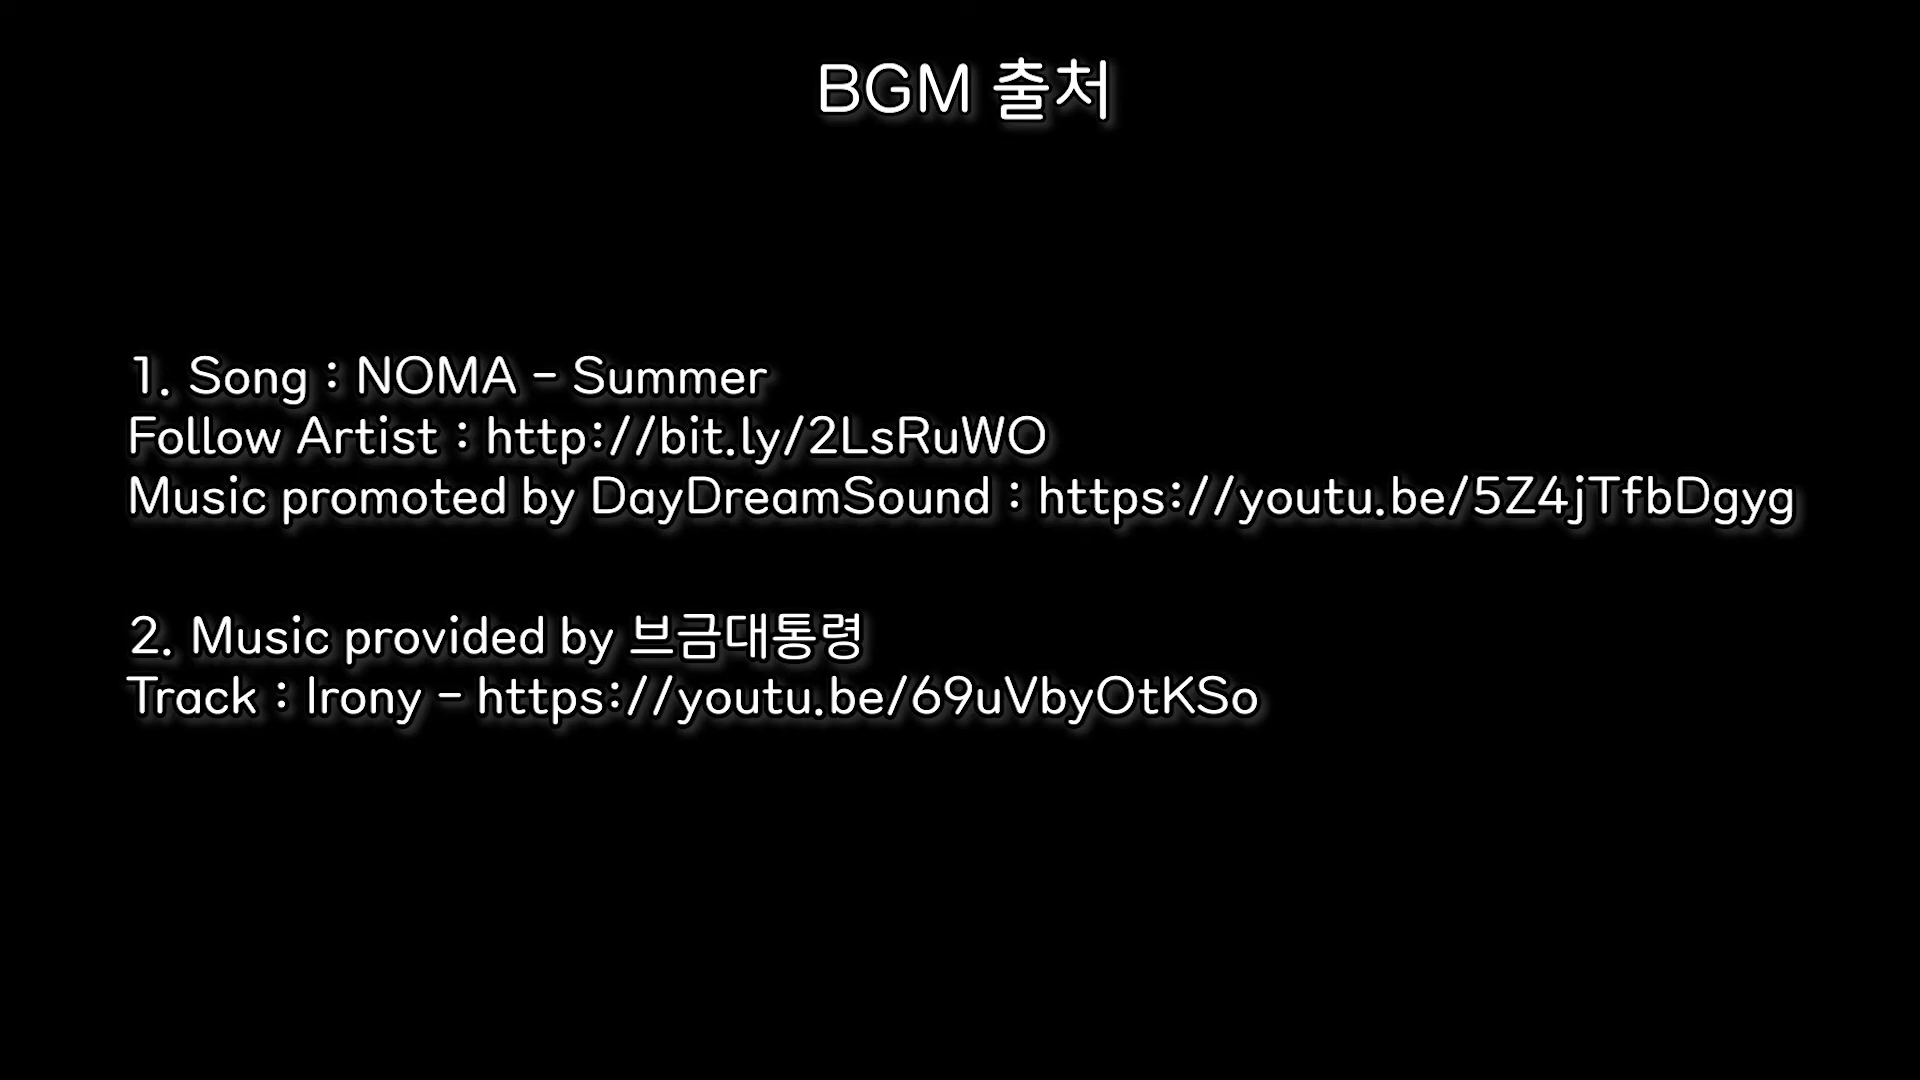 BGM 출처
1. Song : NOMA - Summer
Follow Artist : http://bit.ly/2LsRuWO
Music promoted by DayDreamSound : https://youtu.be/5Z4jTfbDgyg
2. Music provided by 브금대통령
Track : Irony - https://youtu.be/69uVbyOtKSo